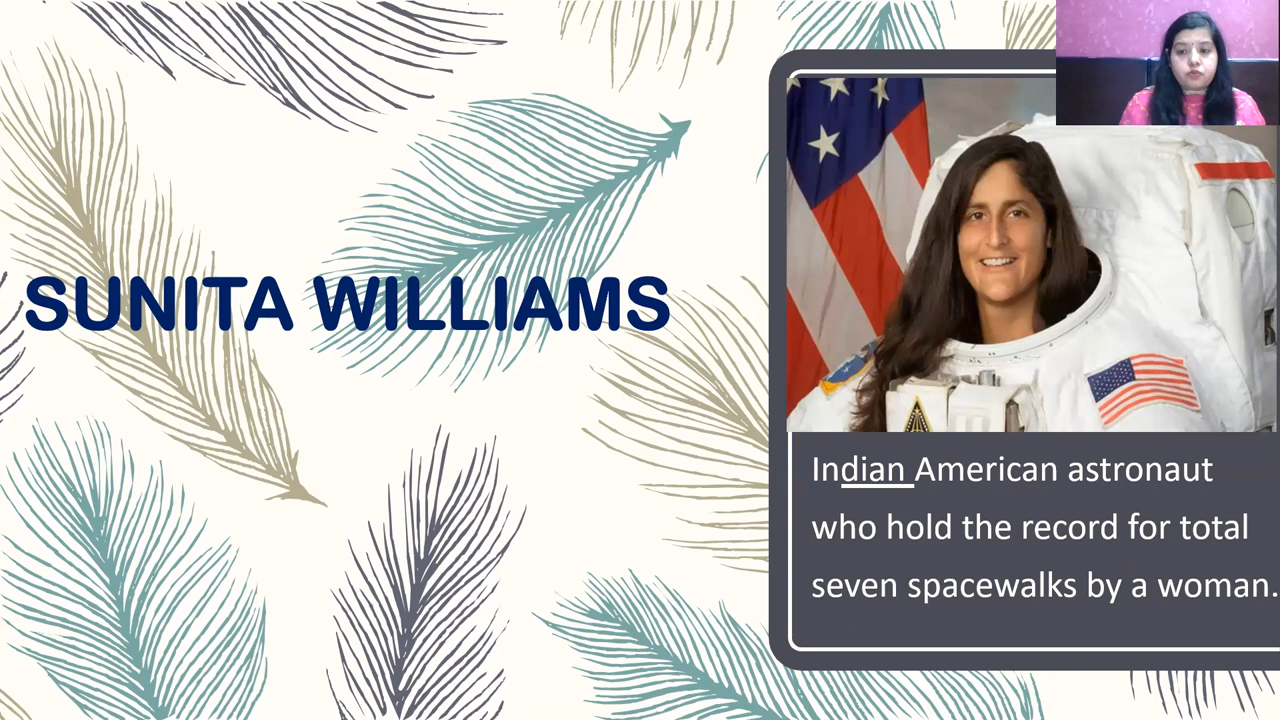 SUNITA WILLIAMS
Indian American astronaut
who hold the record for total
seven spacewalks by a woman.